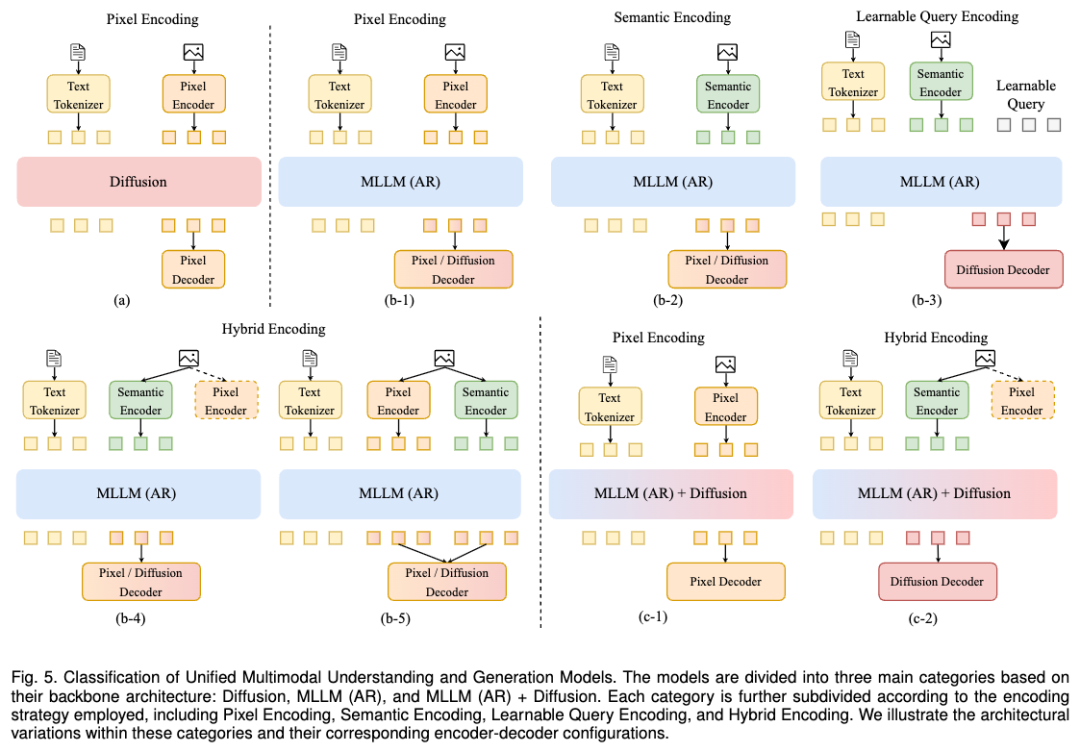 Pixel Encoding
Text
Tokenizer
Pixel
Encoder
Diffusion
Pixel
Decoder
(a)
Pixel Encoding
Text
Tokenizer
Pixel
Encoder
MLLM (AR)
Pixel / Diffusion
Decoder
(b-1)
Semantic Encoding
Text
Tokenizer
Semantic
Encoder
MLLM (AR)
Pixel / Diffusion
Decoder
(b-2)
Learnable Query Encoding
Text
Tokenizer
Semantic
Encoder
Learnable
Query
MLLM (AR)
Diffusion Decoder
(b-3)
Hybrid Encoding
Text
Tokenizer
Semantic
Encoder
Pixel
Encoder
MLLM (AR)
Pixel / Diffusion
Decoder
(b-4)
Text
Tokenizer
Pixel
Encoder
Semantic
Encoder
MLLM (AR)
Pixel / Diffusion
Decoder
(b-5)
Pixel Encoding
Text
Tokenizer
Pixel
Encoder
MLLM (AR) + Diffusion
Pixel Decoder
(c-1)
Hybrid Encoding
Text
Tokenizer
Semantic
Encoder
Pixel
Encoder
MLLM (AR) + Diffusion
Diffusion Decoder
(c-2)
Fig. 5. Classification of Unified Multimodal Understanding and Generation Models. The models are divided into three main categories based on
their backbone architecture: Diffusion, MLLM (AR), and MLLM (AR) + Diffusion. Each category is further subdivided according to the encoding
strategy employed, including Pixel Encoding, Semantic Encoding, Learnable Query Encoding, and Hybrid Encoding. We illustrate the architectural
variations within these categories and their corresponding encoder-decoder configurations.